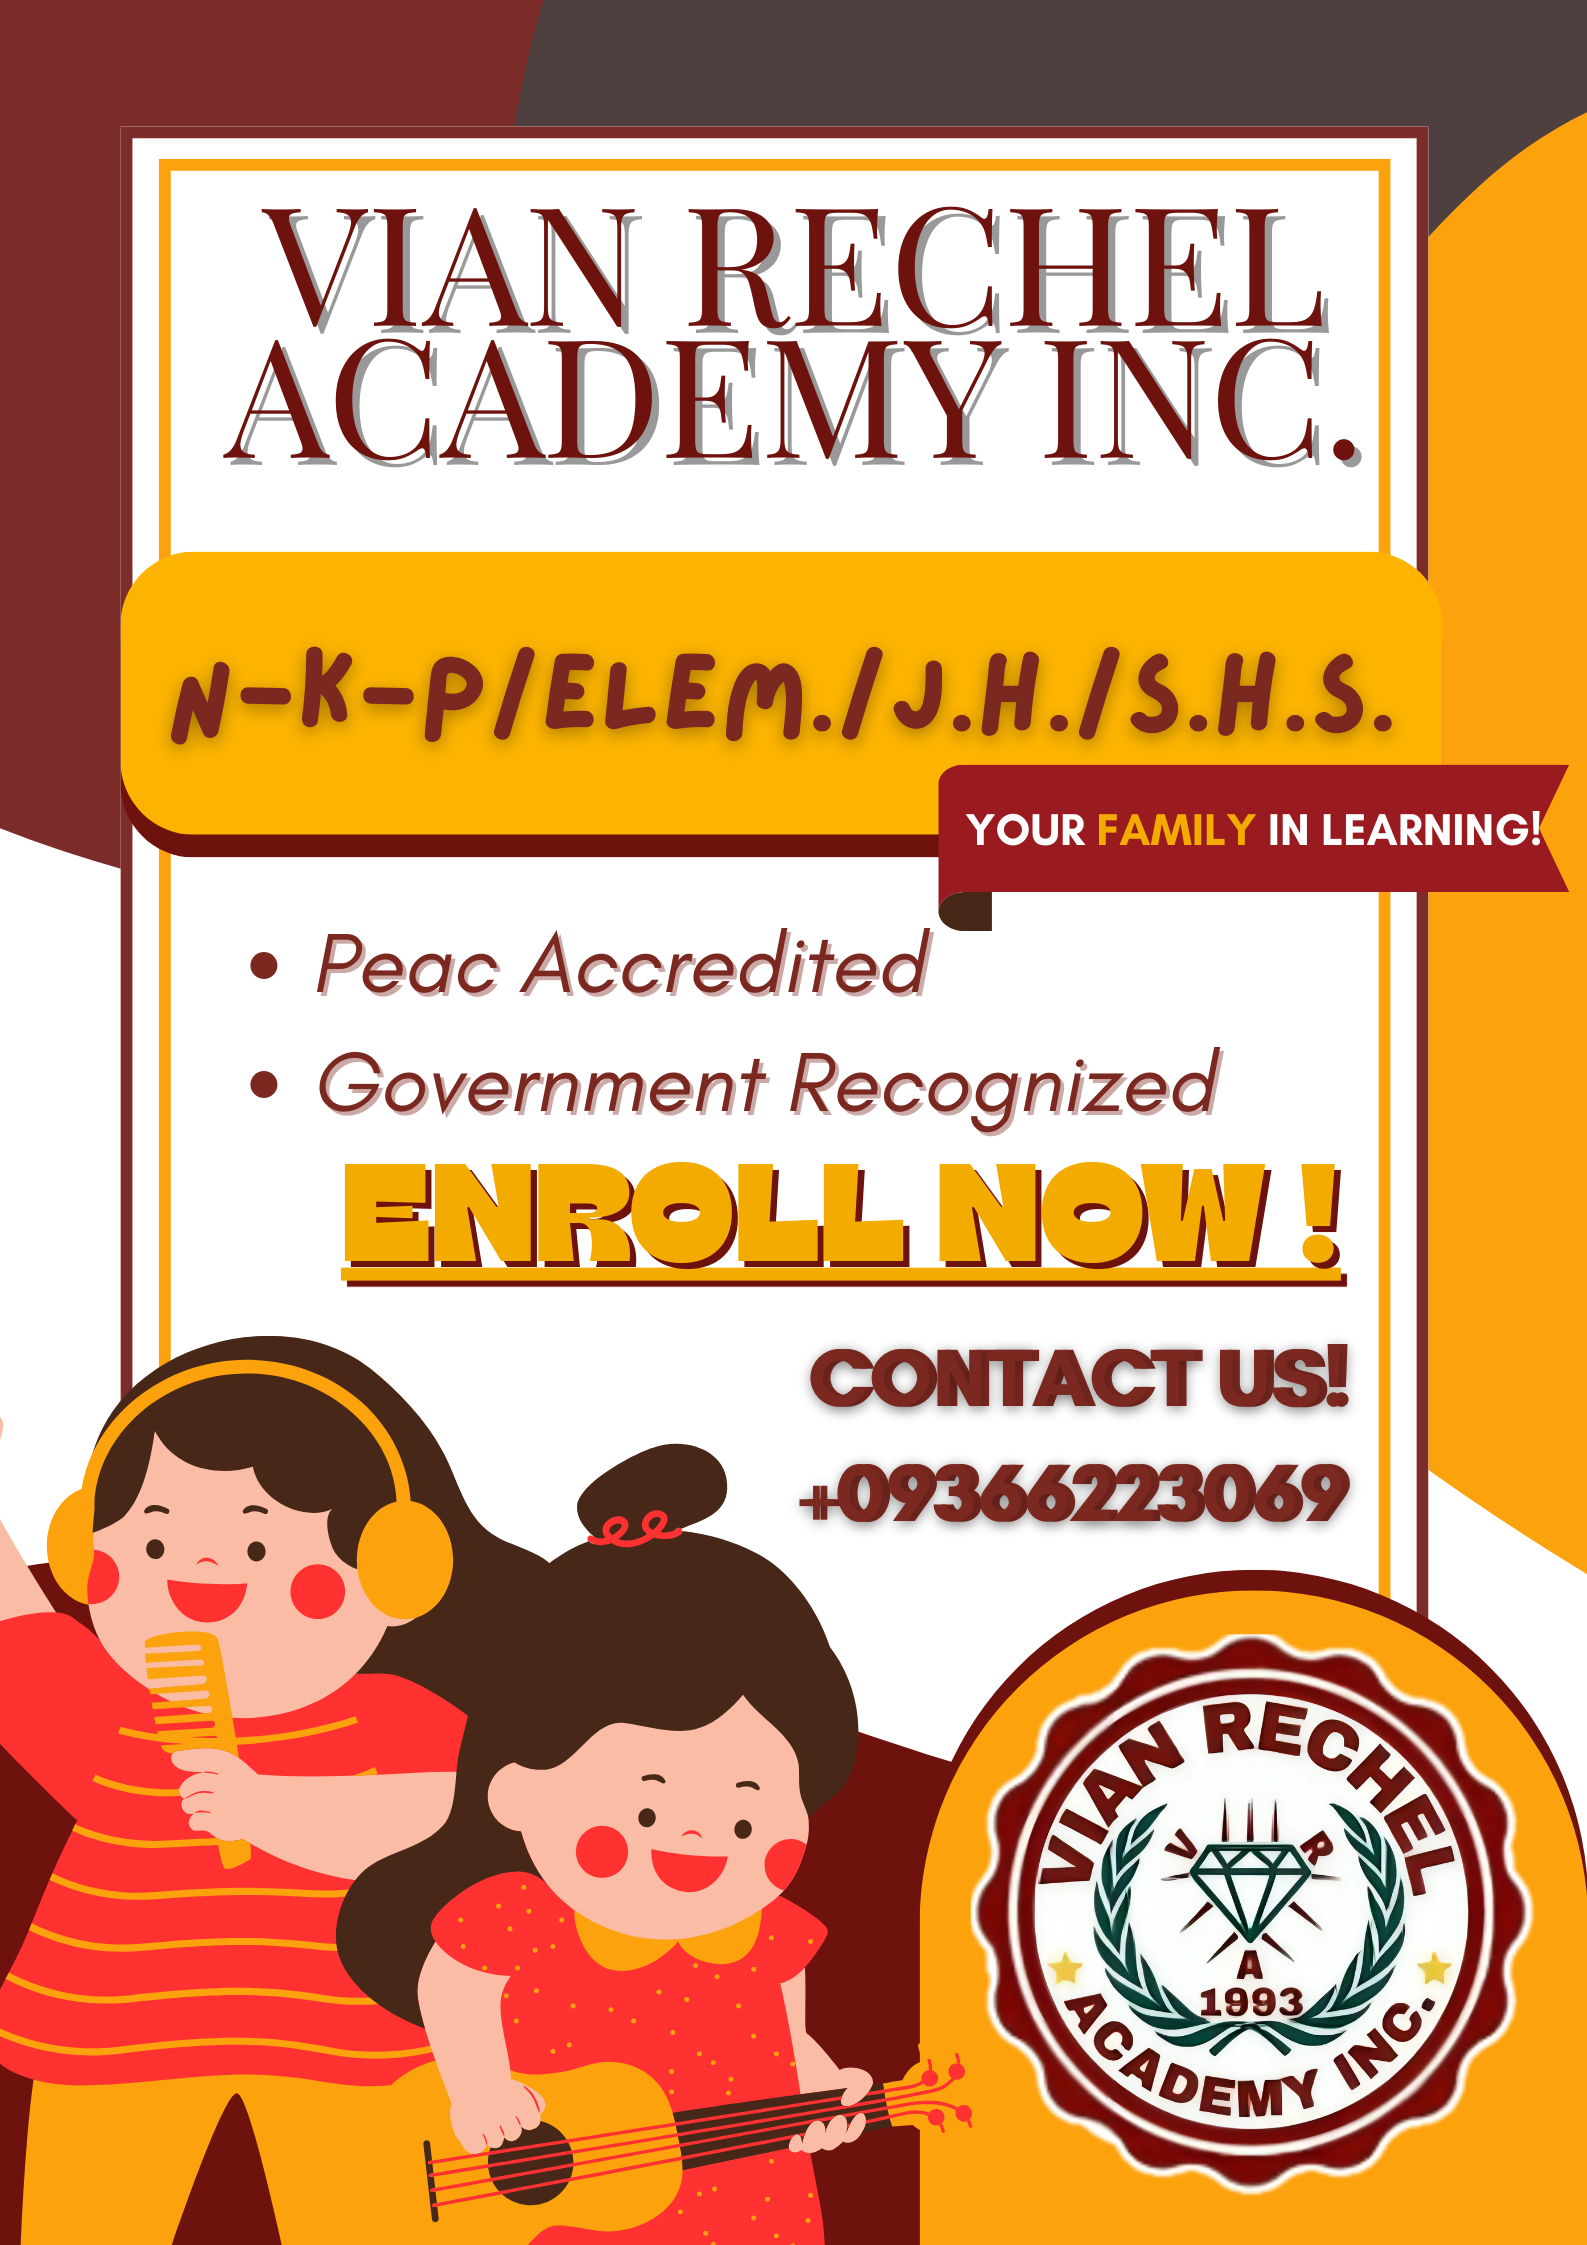 VIAN RECHEL
ACADEMY INC.
N-K-P/ELEM./J.H./S.H.S.
YOUR FAMILY IN LEARNING!
• Peac Accredited
• Government Recognized
ENROLL NOW !
CONTACT US!
+09366223069
VIAN RECHEL
V R
A
1993
ACADEMY INC.